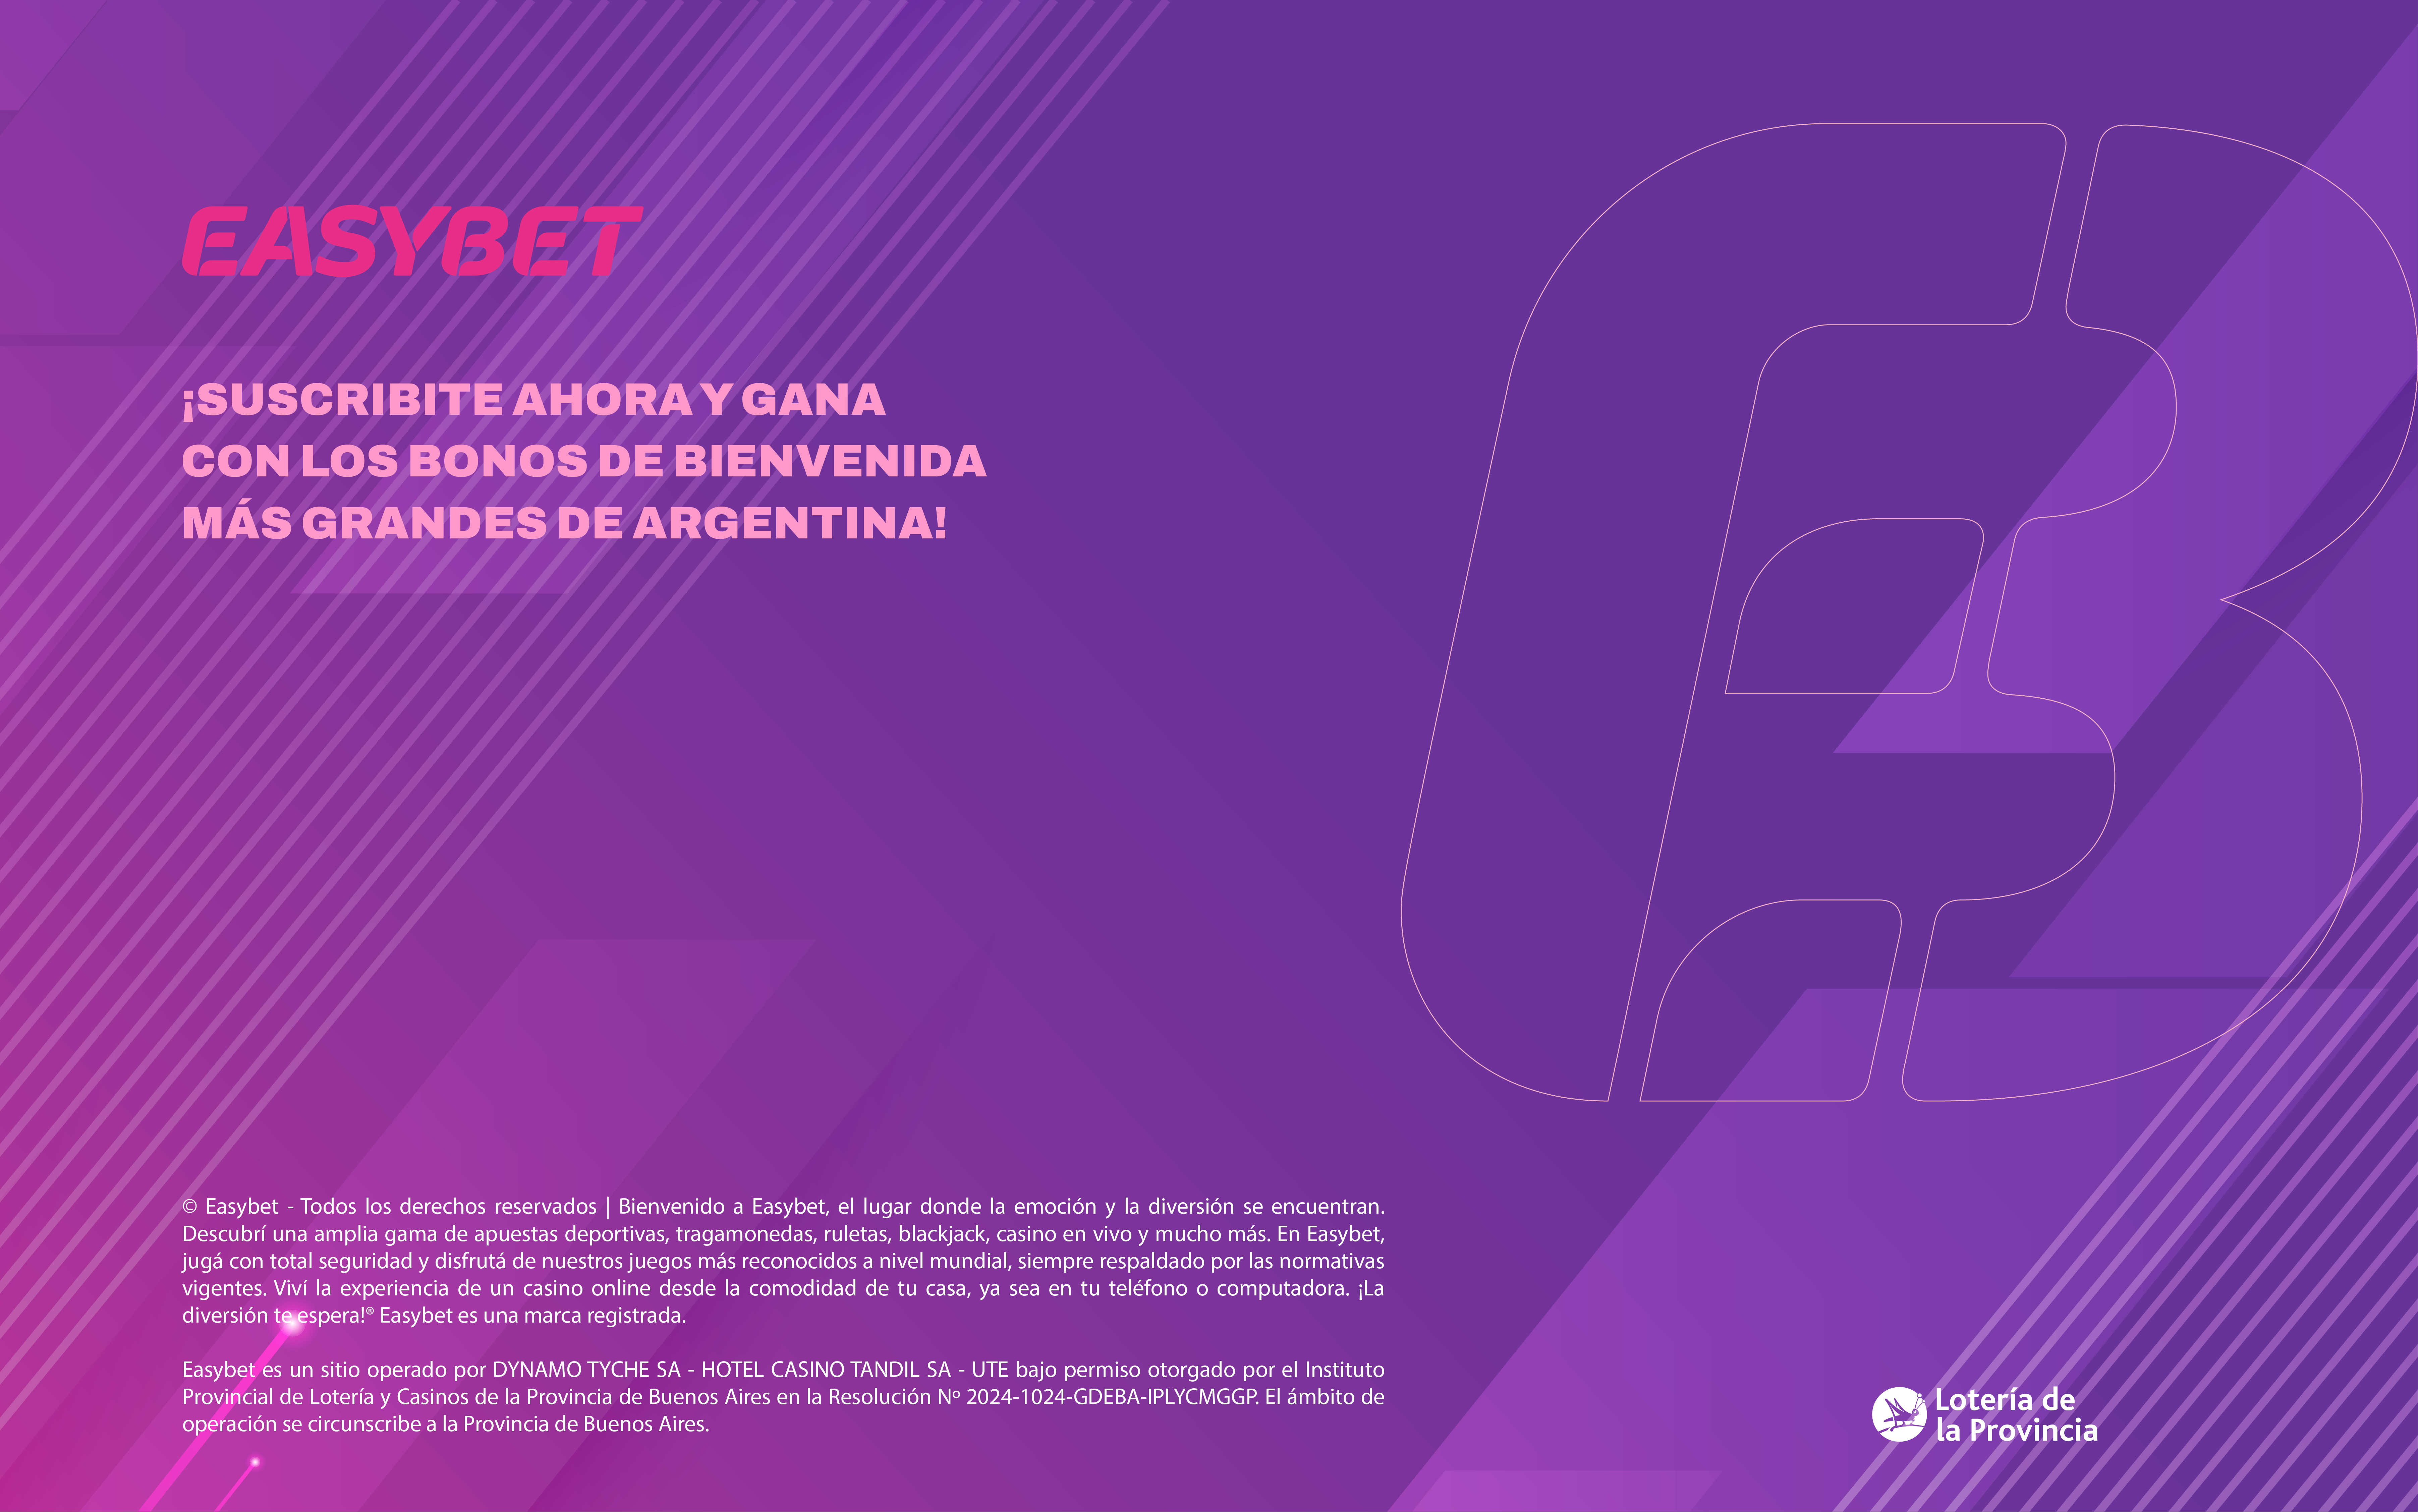 EASYBET
¡SUSCRIBITE AHORA Y GANA
CON LOS BONOS DE BIENVENIDA
MÁS GRANDES DE ARGENTINA!
© Easybet - Todos los derechos reservados | Bienvenido a Easybet, el lugar donde la emoción y la diversión se encuentran.
Descubrí una amplia gama de apuestas deportivas, tragamonedas, ruletas, blackjack, casino en vivo y mucho más. En Easybet,
jugá con total seguridad y disfrutá de nuestros juegos más reconocidos a nivel mundial, siempre respaldado por las normativas
vigentes. Viví la experiencia de un casino online desde la comodidad de tu casa, ya sea en tu teléfono o computadora. ¡La
diversión te espera!® Easybet es una marca registrada.
Easybet es un sitio operado por DYNAMO TYCHE SA - HOTEL CASINO TANDIL SA - UTE bajo permiso otorgado por el Instituto
Provincial de Lotería y Casinos de la Provincia de Buenos Aires en la Resolución Nº 2024-1024-GDEBA-IPLYCMGGP. El ámbito de
operación se circunscribe a la Provincia de Buenos Aires.
Lotería de
la Provincia